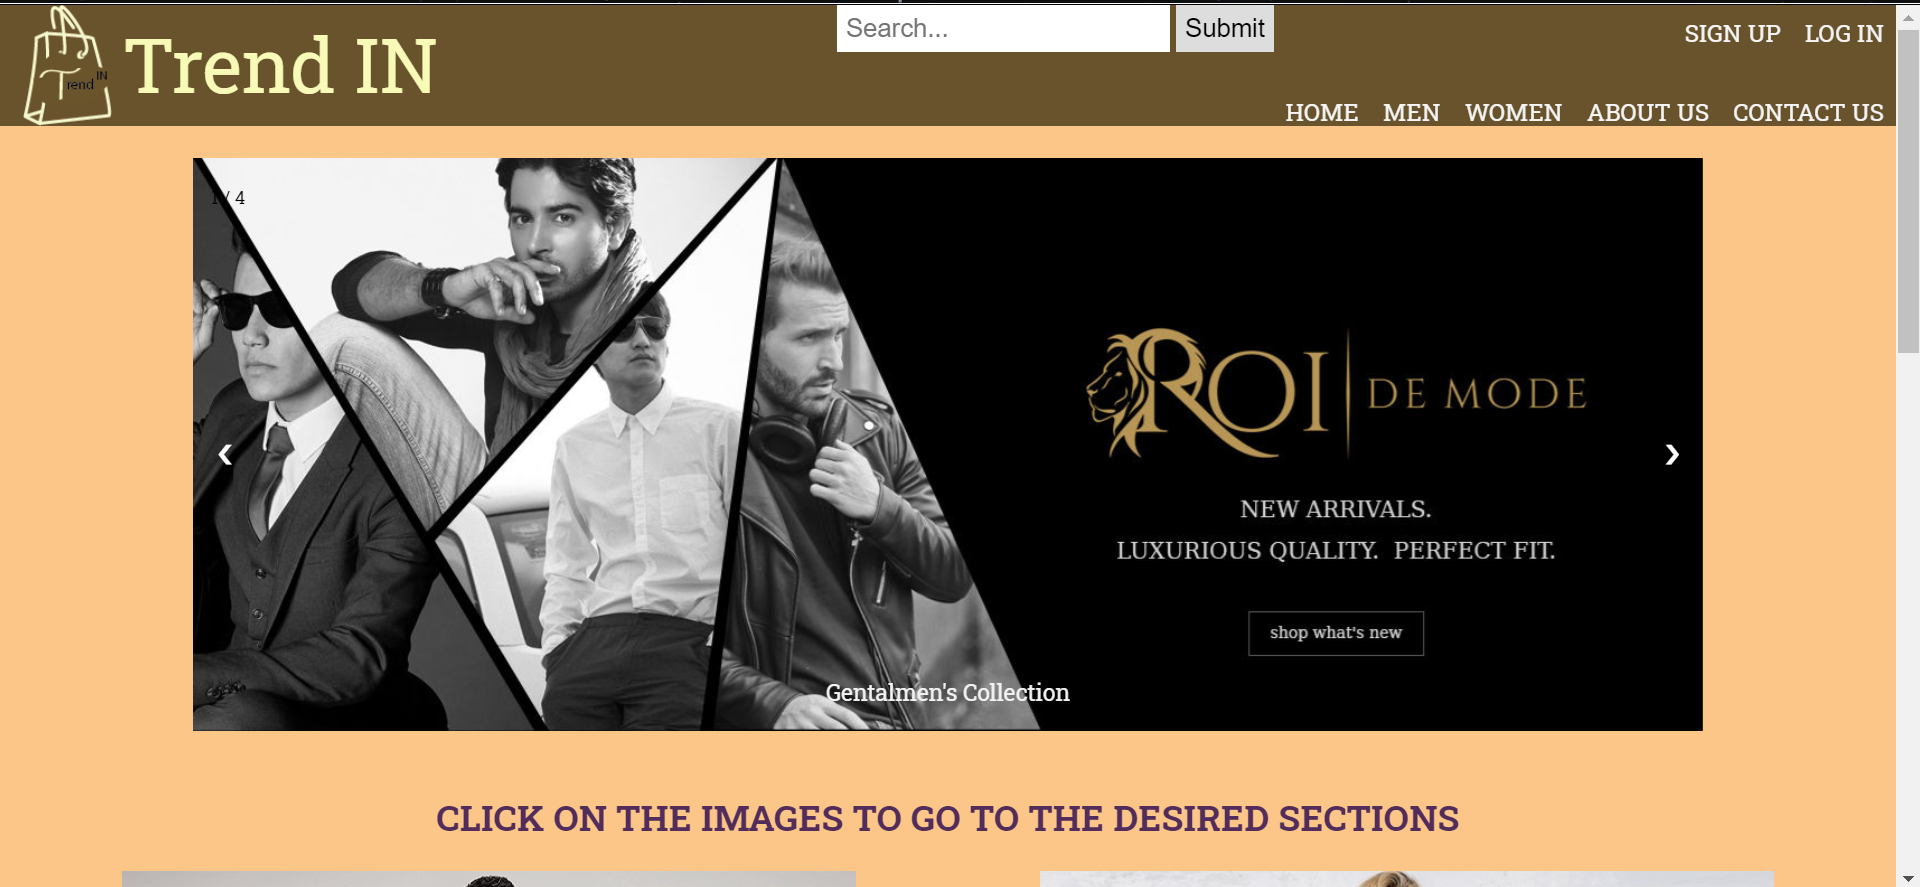 IN
Trend
Trend IN
Search...
Submit
SIGN UP
LOG IN
HOME
MEN
WOMEN
ABOUT US
CONTACT US
1 / 4
❮
❯
ROI DE MODE
NEW ARRIVALS.
LUXURIOUS QUALITY. PERFECT FIT.
shop what's new
Gentalmen's Collection
CLICK ON THE IMAGES TO GO TO THE DESIRED SECTIONS